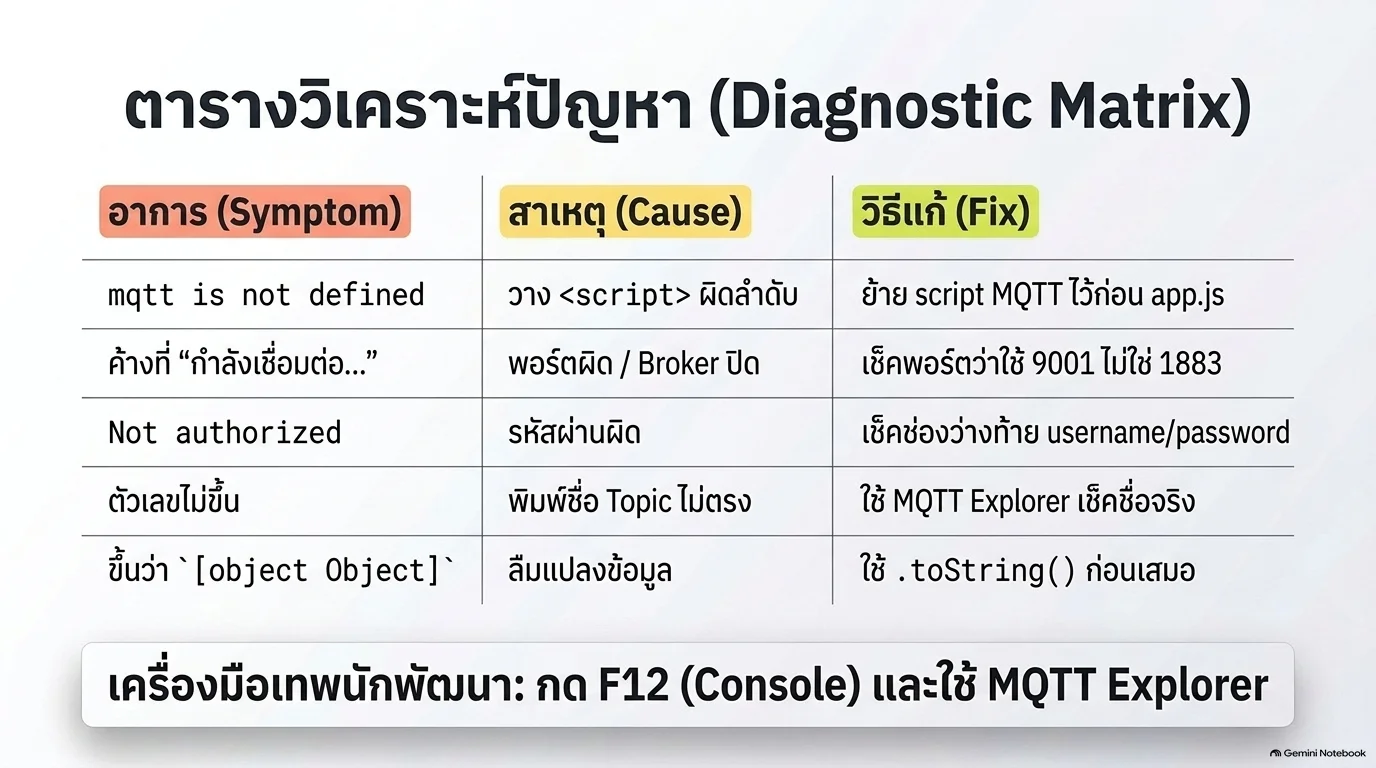 ตารางวิเคราะห์ปัญหา (Diagnostic Matrix)
อาการ (Symptom) สาเหตุ (Cause) วิธีแก้ (Fix)
mqtt is not defined วาง <script> ผิดลำดับ ย้าย script MQTT ไว้ก่อน app.js
ค้างที่ “กำลังเชื่อมต่อ...” พอร์ตผิด / Broker ปิด เช็คพอร์ตว่าใช้ 9001 ไม่ใช่ 1883
Not authorized รหัสผ่านผิด เช็คช่องว่างท้าย username/password
ตัวเลขไม่ขึ้น พิมพ์ชื่อ Topic ไม่ตรง ใช้ MQTT Explorer เช็คชื่อจริง
ขึ้นว่า `[object Object]` ลืมแปลงข้อมูล ใช้ .toString() ก่อนเสมอ
เครื่องมือเทพนักพัฒนา: กด F12 (Console) และใช้ MQTT Explorer
Gemini Notebook